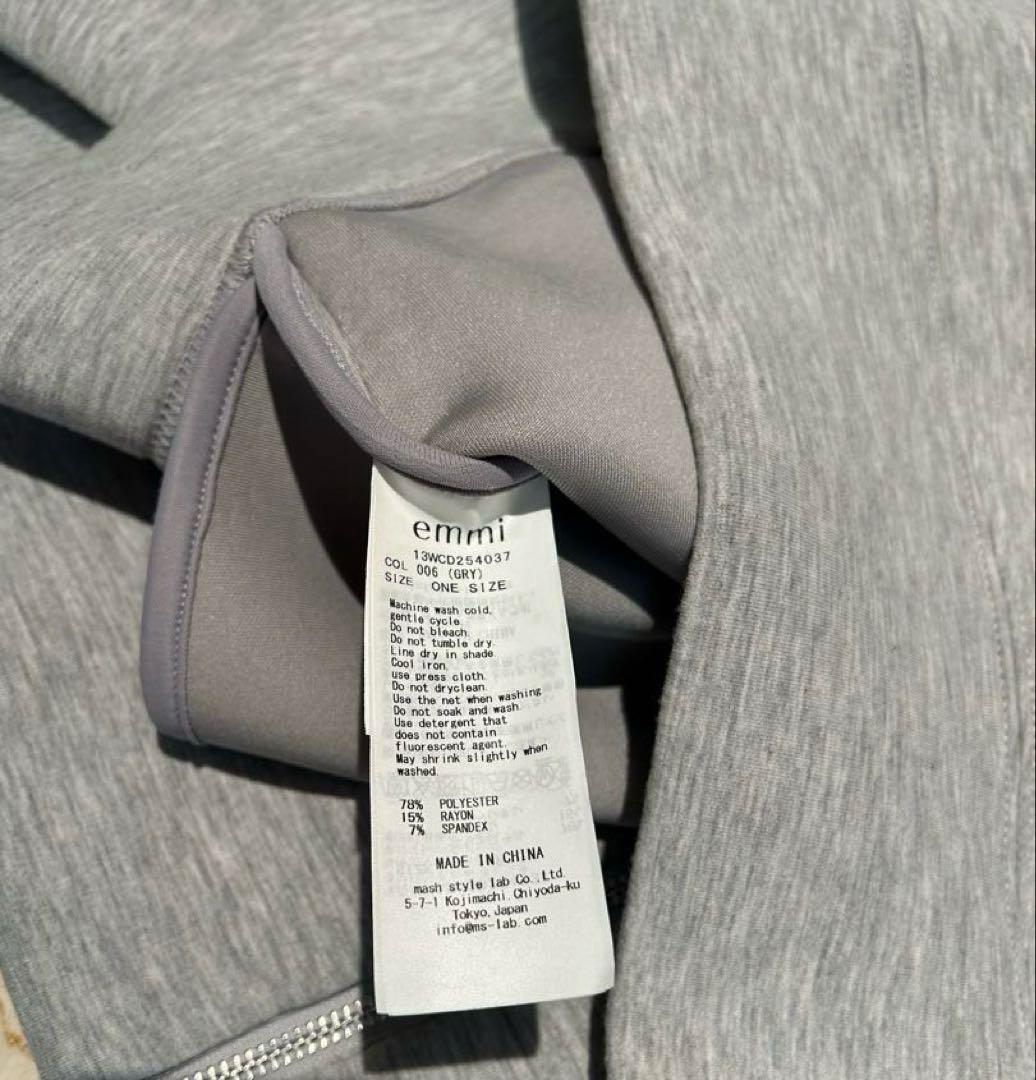 emmi
13WCD254037
COL 006 (GRY)
SIZE ONE SIZE
Machine wash cold,
gentle cycle.
Do not bleach.
Do not tumble dry.
Line dry in shade.
Cool iron,
use press cloth.
Do not dryclean.
Use the net when washing
Do not soak and wash.
Use detergent that
does not contain
fluorescent agent.
May shrink slightly when
washed.
78% POLYESTER
15% RAYON
7% SPANDEX
MADE IN CHINA
mash style lab Co.,Ltd.
5-7-1 Kojimachi,Chiyoda-ku
Tokyo,Japan
info@ms-lab.com